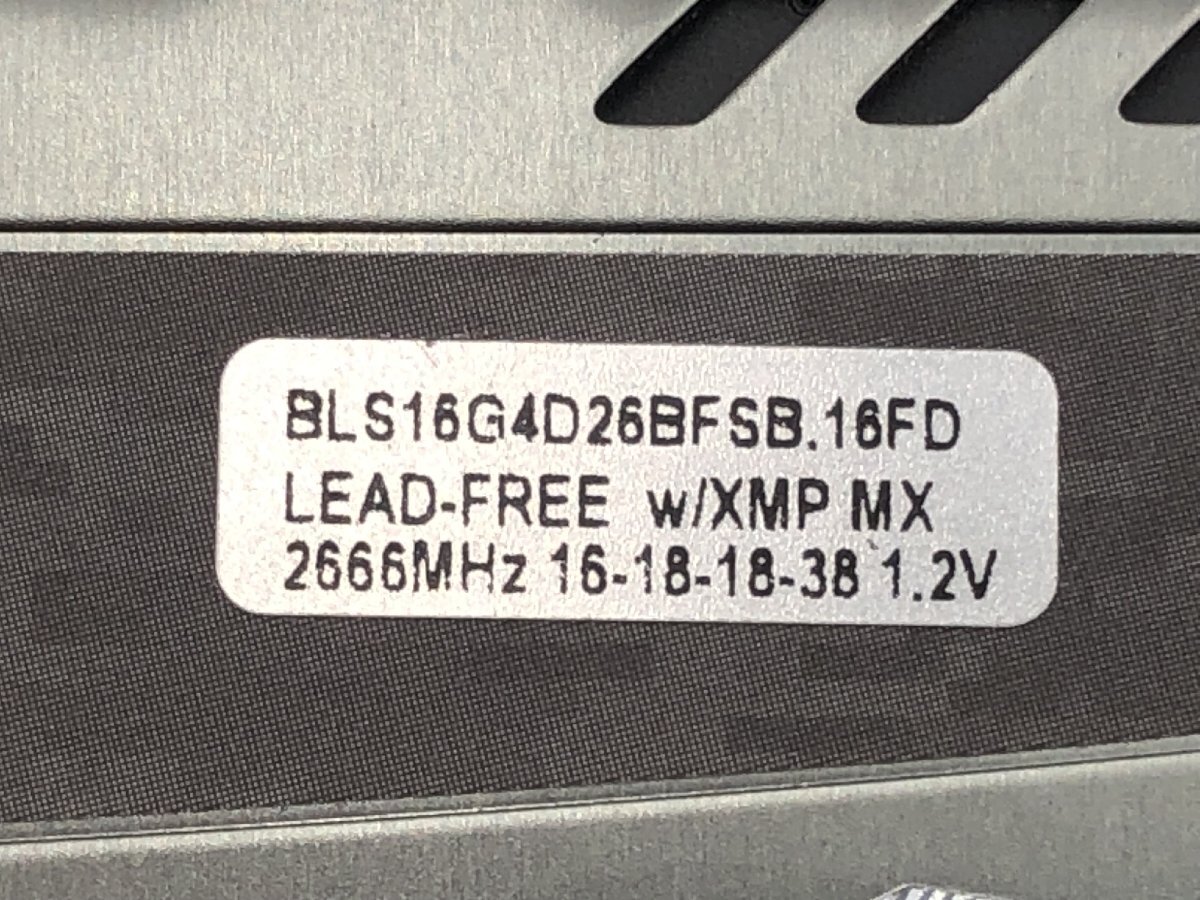 BLS16G4D26BFSB.16FD
LEAD-FREE w/XMP MX
2666MHz 16-18-18-38 1.2V